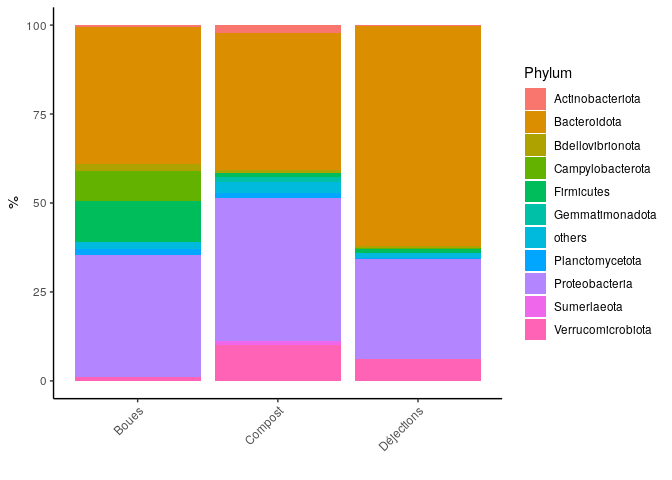 100
75
50
25
0
%
Boues
Compost
Déjections
Phylum
Actinobacteriota
Bacteroidota
Bdellovibrionota
Campylobacterota
Firmicutes
Gemmatimonadota
others
Planctomycetota
Proteobacteria
Sumerlaeota
Verrucomicrobiota